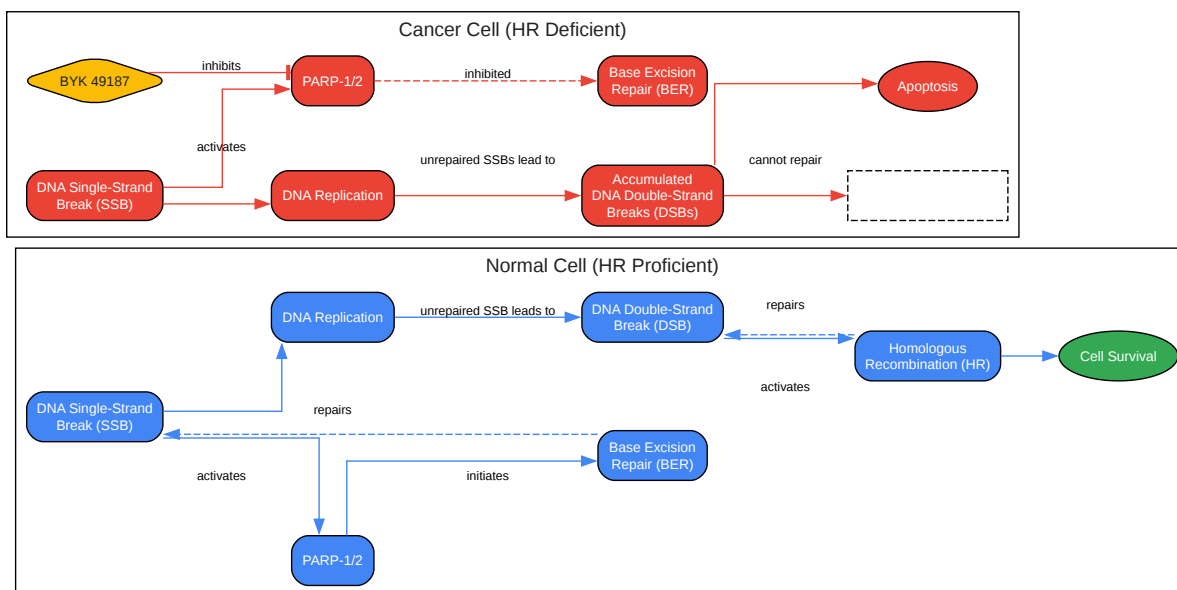 Cancer Cell (HR Deficient)
BYK 49187
inhibits
PARP-1/2
inhibited
Base Excision
Repair (BER)
Apoptosis
activates
DNA Single-Strand
Break (SSB)
DNA Replication
unrepaired SSBs lead to
Accumulated
DNA Double-Strand
Breaks (DSBs)
cannot repair
Normal Cell (HR Proficient)
DNA Replication
unrepaired SSB leads to
DNA Double-Strand
Break (DSB)
repairs
Homologous
Recombination (HR)
Cell Survival
activates
DNA Single-Strand
Break (SSB)
repairs
Base Excision
Repair (BER)
activates
initiates
PARP-1/2